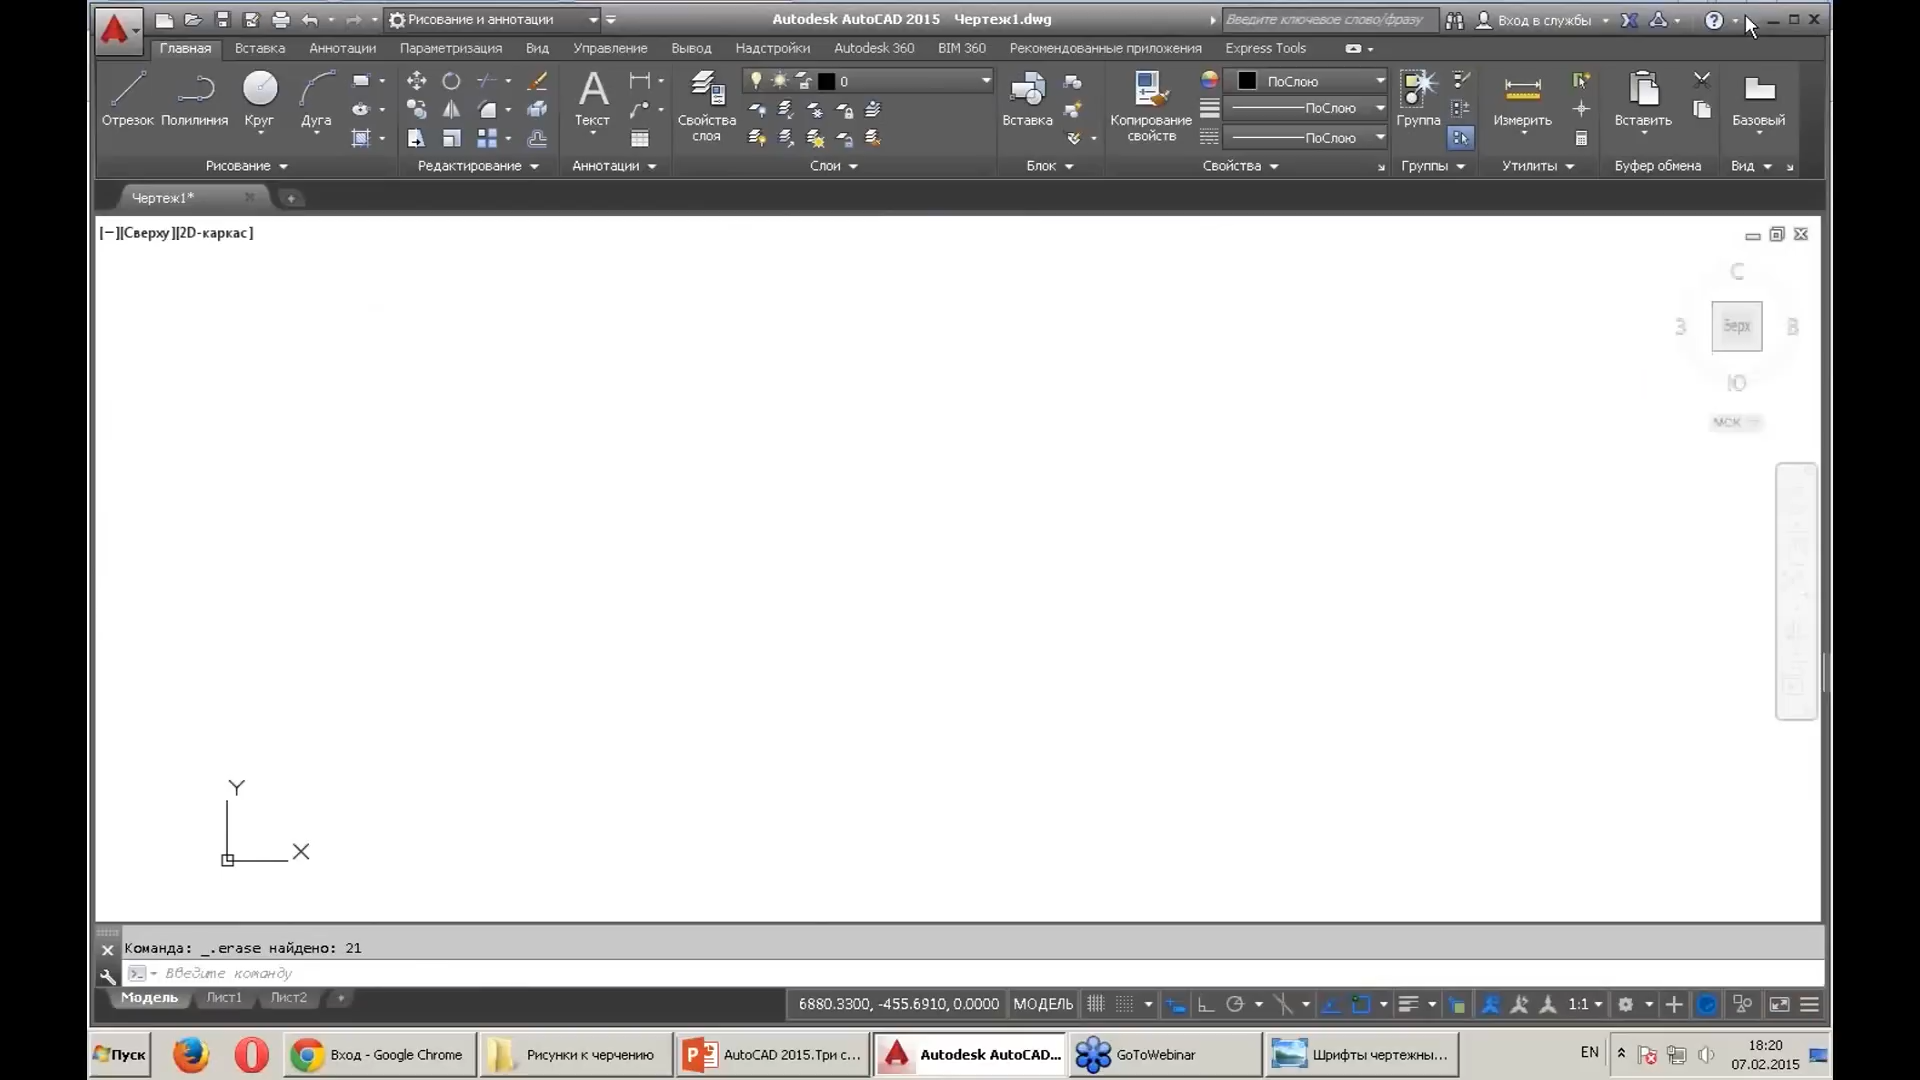 Рисование и аннотации
Autodesk AutoCAD 2015 Чертеж1.dwg
Введите ключевое слово/фразу
Вход в службы
Главная Вставка Аннотации Параметризация Вид Управление Вывод Надстройки Autodesk 360 BIM 360 Рекомендованные приложения Express Tools
0
ПоСлою
ПоСлою
ПоСлою
Отрезок Полилиния Круг Дуга
Текст
Свойства слоя
Вставка
Копирование свойств
Группа
Измерить
Вставить
Базовый
Рисование Редактирование Аннотации Слои Блок Свойства Группы Утилиты Буфер обмена Вид
Чертеж1*
[−][Сверху][2D-каркас]
С
З Верх В
Ю
МСК
Y
X
Команда: _.erase найдено: 21
Введите команду
Модель Лист1 Лист2
6880.3300, -455.6910, 0.0000 МОДЕЛЬ 1:1
Пуск
Вход - Google Chrome
Рисунки к черчению
AutoCAD 2015.Три с...
Autodesk AutoCAD...
GoToWebinar
Шрифты чертежны...
EN
18:20
07.02.2015